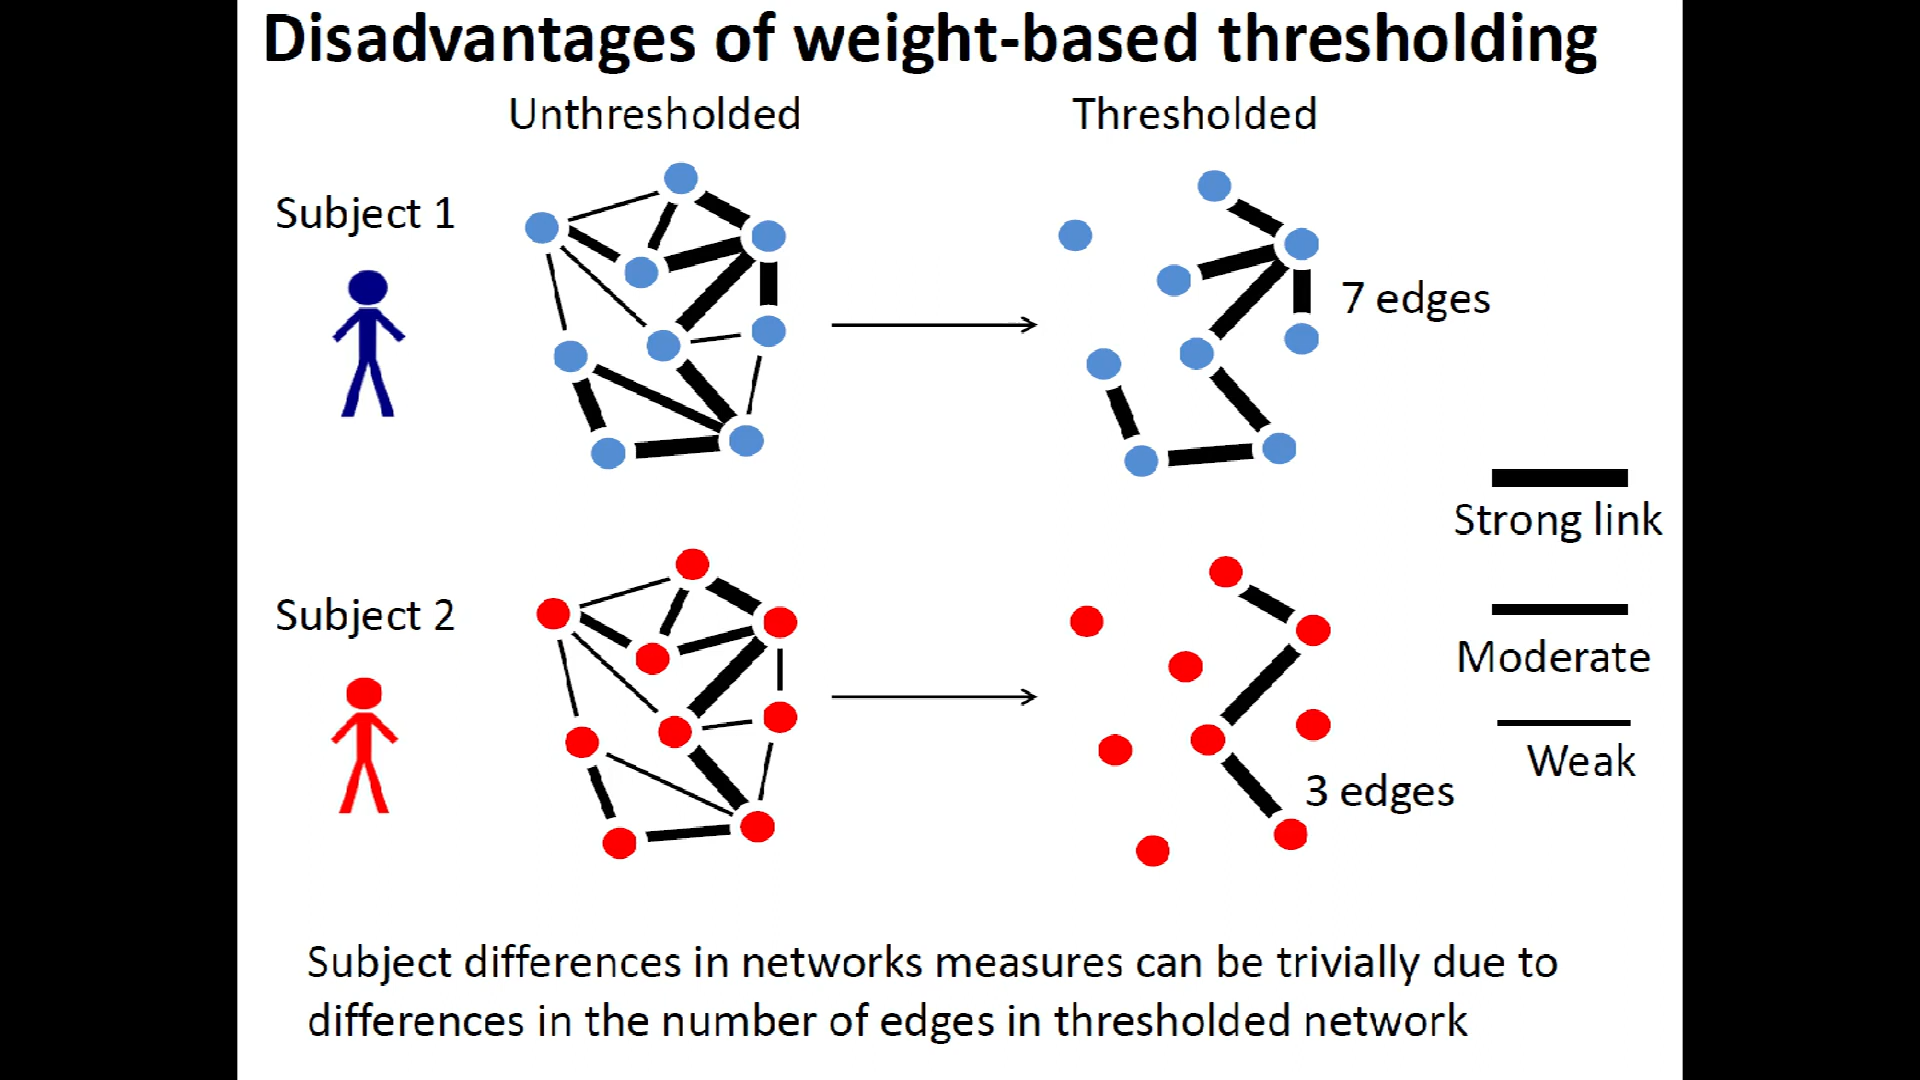 Disadvantages of weight-based thresholding
Unthresholded
Thresholded
Subject 1
7 edges
Strong link
Subject 2
Moderate
Weak
3 edges
Subject differences in networks measures can be trivially due to
differences in the number of edges in thresholded network